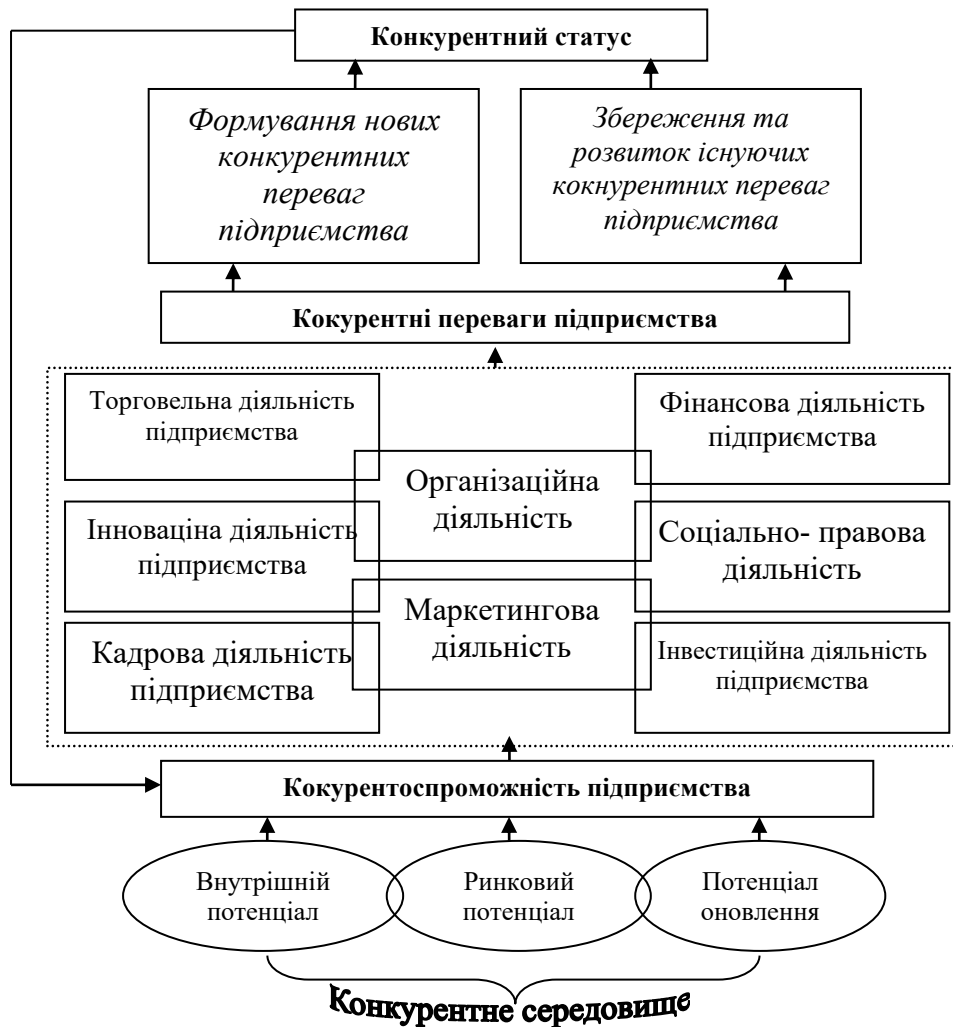 Конкурентний статус
Формування нових
конкурентних
переваг
підприємства
Збереження та
розвиток існуючих
кокнурентних переваг
підприємства
Кокурентні переваги підприємства
Торговельна діяльність
підприємства
Фінансова діяльність
підприємства
Організаційна
діяльність
Інноваціна діяльність
підприємства
Соціально- правова
діяльність
Маркетингова
діяльність
Кадрова діяльність
підприємства
Інвестиційна діяльність
підприємства
Кокурентоспроможність підприємства
Внутрішній
потенціал
Ринковий
потенціал
Потенціал
оновлення
Конкурентне середовище